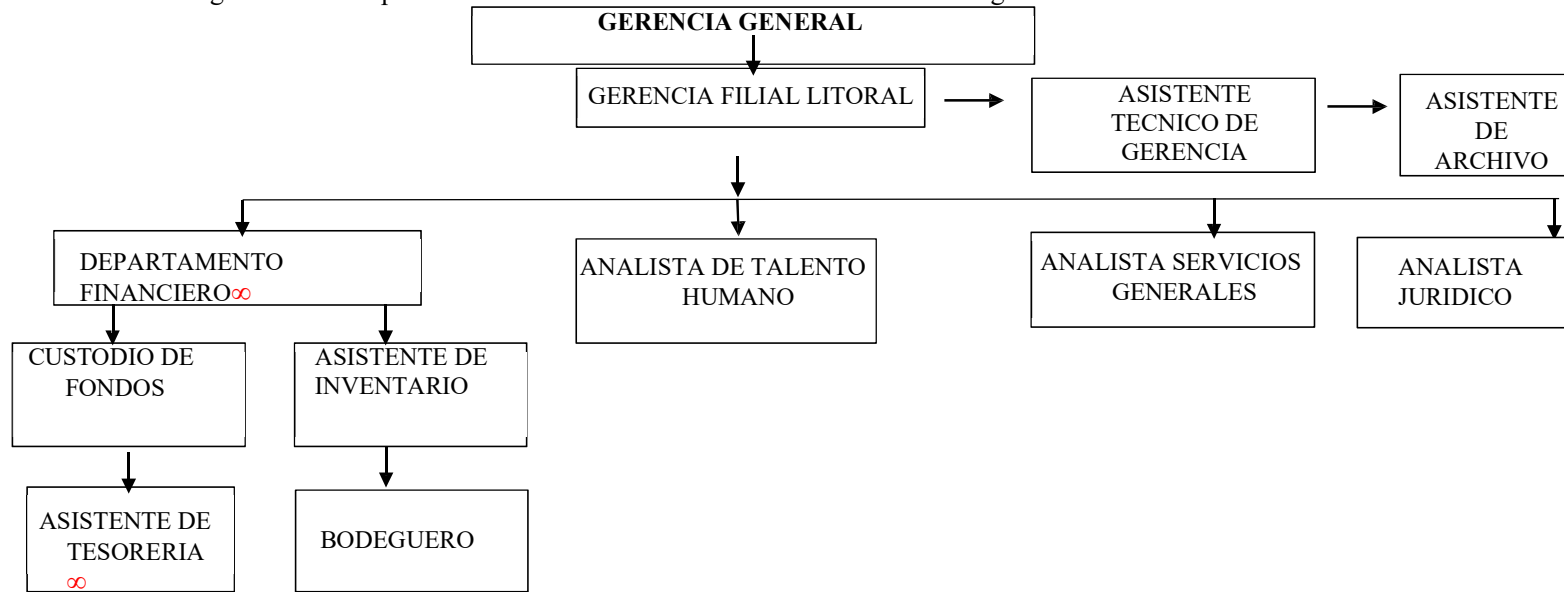 GERENCIA GENERAL
GERENCIA FILIAL LITORAL
ASISTENTE
TECNICO DE
GERENCIA
ASISTENTE
DE
ARCHIVO
DEPARTAMENTO
FINANCIERO∞
ANALISTA DE TALENTO
HUMANO
ANALISTA SERVICIOS
GENERALES
ANALISTA
JURIDICO
CUSTODIO DE
FONDOS
ASISTENTE DE
INVENTARIO
ASISTENTE DE
TESORERIA
∞
BODEGUERO